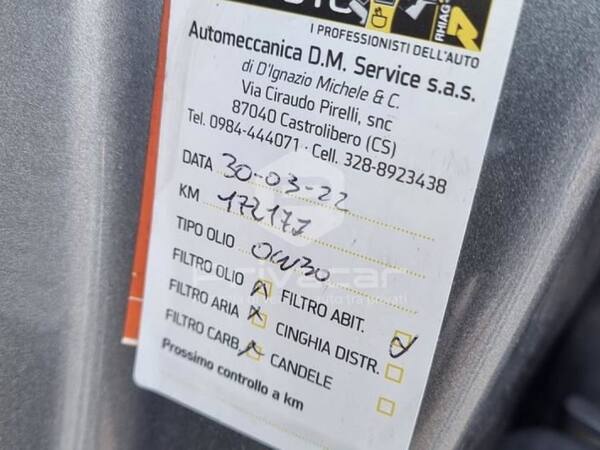 I PROFESSIONISTI DELL'AUTO
RHIAG
Automeccanica D.M. Service s.a.s.
di D'Ignazio Michele & C.
Via Ciraudo Pirelli, snc
87040 Castrolibero (CS)
Tel. 0984-444071 · Cell. 328-8923438
DATA 30-03-22
KM 172177
TIPO OLIO 0W30
FILTRO OLIO FILTRO ABIT.
FILTRO ARIA CINGHIA DISTR.
FILTRO CARB. CANDELE
Prossimo controllo a km
Privacar